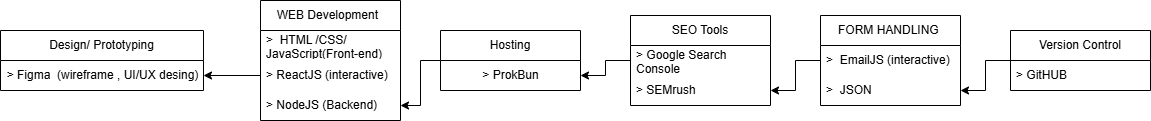 Design/ Prototyping
> Figma  (wireframe , UI/UX desing)
WEB Development
>  HTML /CSS/
JavaScript(Front-end)
> ReactJS (interactive)
> NodeJS (Backend)
Hosting
> ProkBun
SEO Tools
> Google Search
Console
> SEMrush
FORM HANDLING
>  EmailJS (interactive)
>  JSON
Version Control
> GitHUB